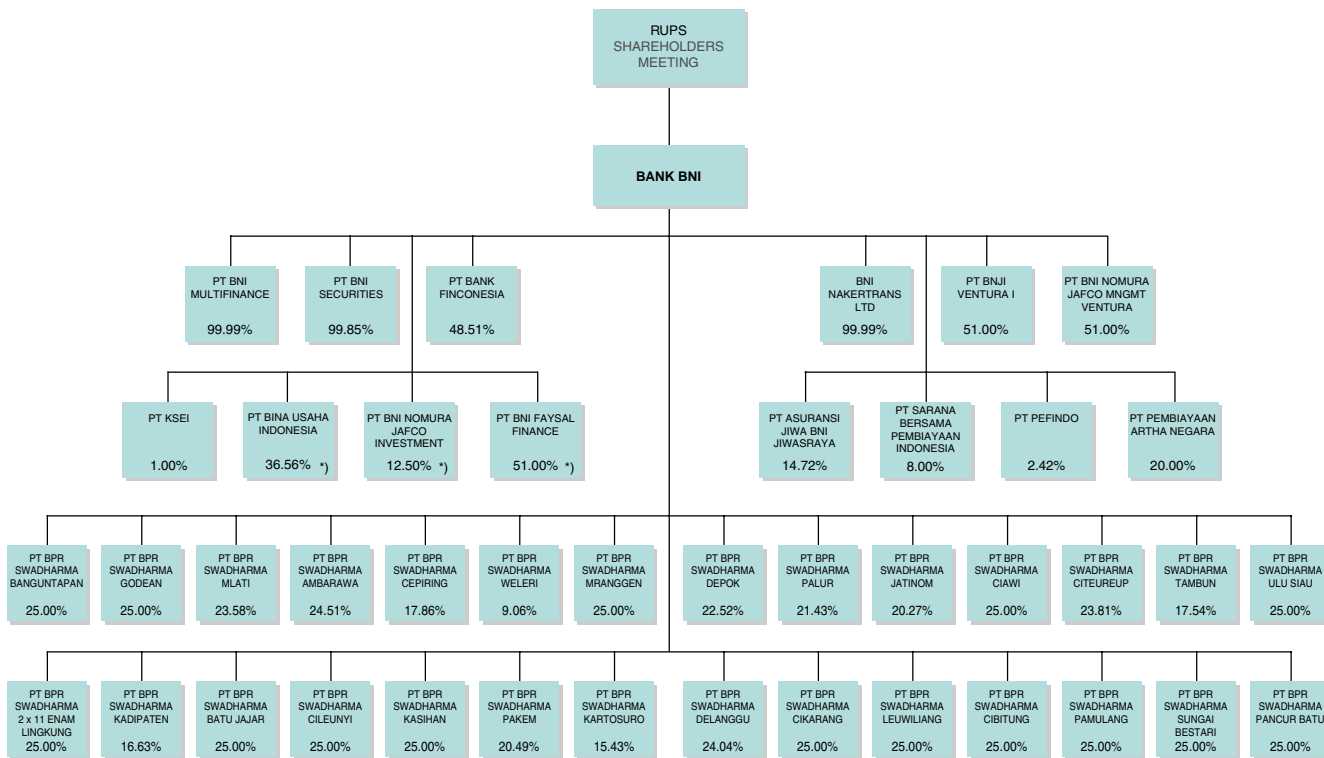 RUPS
SHAREHOLDERS
MEETING
BANK BNI
PT BNI
MULTIFINANCE
99.99%
PT BNI
SECURITIES
99.85%
PT BANK
FINCONESIA
48.51%
BNI
NAKERTRANS
LTD
99.99%
PT BNJI
VENTURA I
51.00%
PT BNI NOMURA
JAFCO MNGMT
VENTURA
51.00%
PT KSEI
1.00%
PT BINA USAHA
INDONESIA
36.56% *)
PT BNI NOMURA
JAFCO
INVESTMENT
12.50% *)
PT BNI FAYSAL
FINANCE
51.00% *)
PT ASURANSI
JIWA BNI
JIWASRAYA
14.72%
PT SARANA
BERSAMA
PEMBIAYAAN
INDONESIA
8.00%
PT PEFINDO
2.42%
PT PEMBIAYAAN
ARTHA NEGARA
20.00%
PT BPR
SWADHARMA
BANGUNTAPAN
25.00%
PT BPR
SWADHARMA
GODEAN
25.00%
PT BPR
SWADHARMA
MLATI
23.58%
PT BPR
SWADHARMA
AMBARAWA
24.51%
PT BPR
SWADHARMA
CEPIRING
17.86%
PT BPR
SWADHARMA
WELERI
9.06%
PT BPR
SWADHARMA
MRANGGEN
25.00%
PT BPR
SWADHARMA
DEPOK
22.52%
PT BPR
SWADHARMA
PALUR
21.43%
PT BPR
SWADHARMA
JATINOM
20.27%
PT BPR
SWADHARMA
CIAWI
25.00%
PT BPR
SWADHARMA
CITEUREUP
23.81%
PT BPR
SWADHARMA
TAMBUN
17.54%
PT BPR
SWADHARMA
ULU SIAU
25.00%
PT BPR
SWADHARMA
2 x 11 ENAM
LINGKUNG
25.00%
PT BPR
SWADHARMA
KADIPATEN
16.63%
PT BPR
SWADHARMA
BATU JAJAR
25.00%
PT BPR
SWADHARMA
CILEUNYI
25.00%
PT BPR
SWADHARMA
KASIHAN
25.00%
PT BPR
SWADHARMA
PAKEM
20.49%
PT BPR
SWADHARMA
KARTOSURO
15.43%
PT BPR
SWADHARMA
DELANGGU
24.04%
PT BPR
SWADHARMA
CIKARANG
25.00%
PT BPR
SWADHARMA
LEUWILIANG
25.00%
PT BPR
SWADHARMA
CIBITUNG
25.00%
PT BPR
SWADHARMA
PAMULANG
25.00%
PT BPR
SWADHARMA
SUNGAI
BESTARI
25.00%
PT BPR
SWADHARMA
PANCUR BATU
25.00%